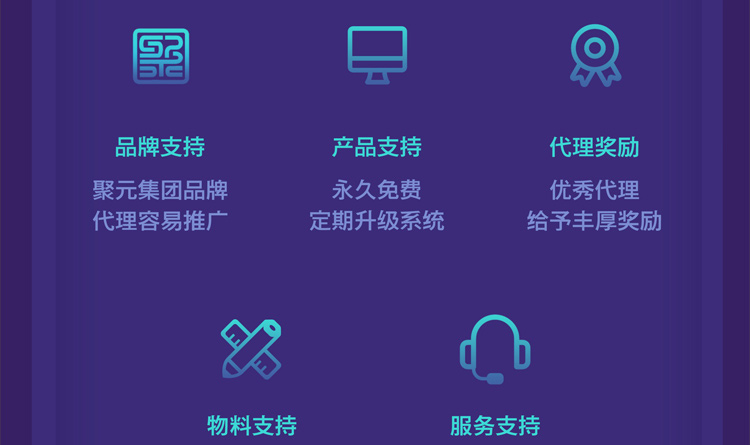 品牌支持
产品支持
代理奖励
聚元集团品牌
永久免费
优秀代理
代理容易推广
定期升级系统
给予丰厚奖励
物料支持
服务支持